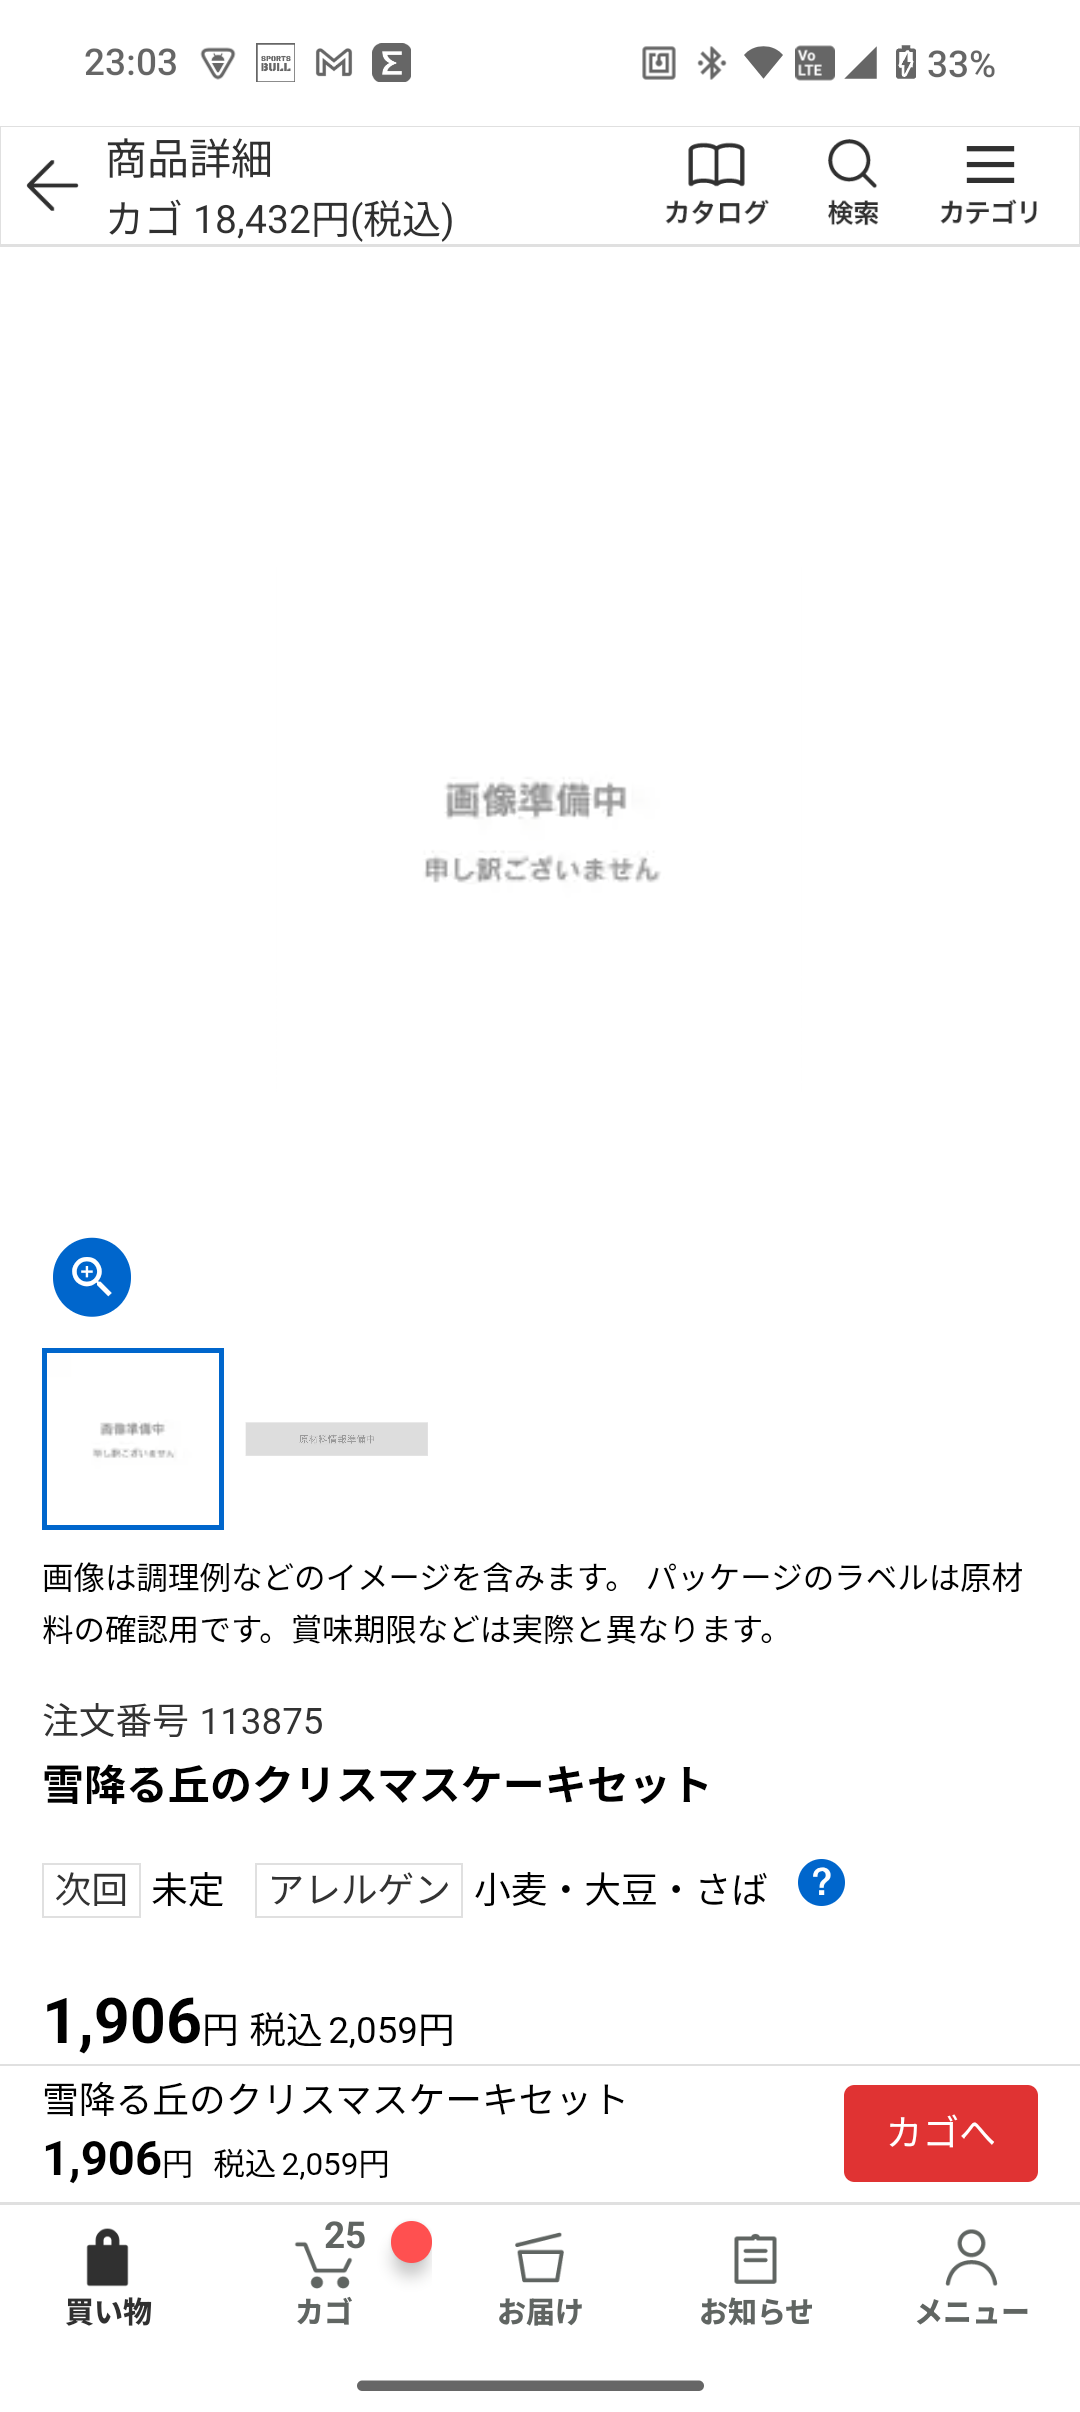 23:03
SPORTS
BULL
Vo
LTE
33%
商品詳細
カゴ 18,432円(税込)
カタログ
検索
カテゴリ
画像準備中
申し訳ございません
画像準備中
申し訳ございません
原材料情報準備中
画像は調理例などのイメージを含みます。 パッケージのラベルは原材
料の確認用です。賞味期限などは実際と異なります。
注文番号 113875
雪降る丘のクリスマスケーキセット
次回 未定 アレルゲン 小麦・大豆・さば ?
1,906円 税込 2,059円
雪降る丘のクリスマスケーキセット
1,906円 税込 2,059円
カゴへ
25
買い物
カゴ
お届け
お知らせ
メニュー